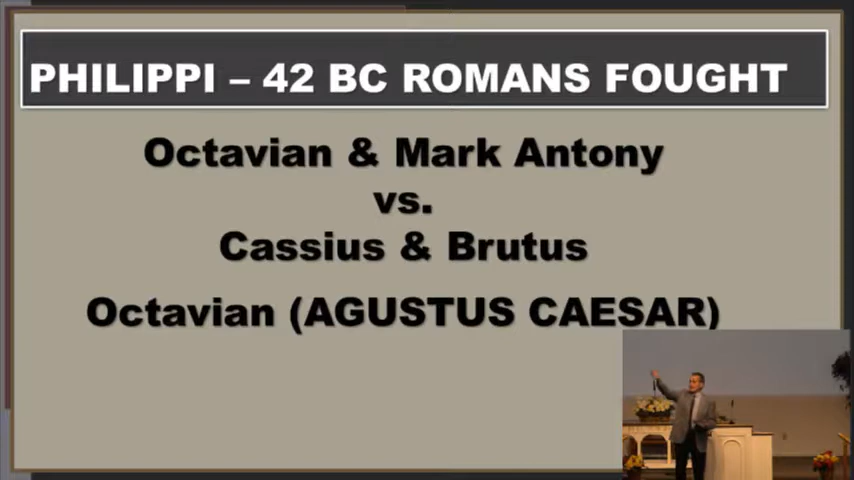 PHILIPPI – 42 BC ROMANS FOUGHT
Octavian & Mark Antony
vs.
Cassius & Brutus
Octavian (AGUSTUS CAESAR)